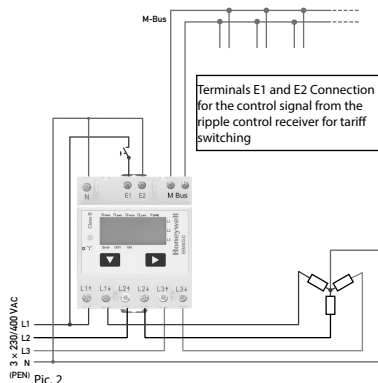 M-Bus
Terminals E1 and E2 Connection
for the control signal from the
ripple control receiver for tariff
switching
N E1 E2 M Bus
Class B
Honeywell
L1↑ L1↓ L2↑ L2↓ L3↑ L3↓
3 × 230/400 VAC
L1
L2
L3
N
(PEN)
Pic. 2